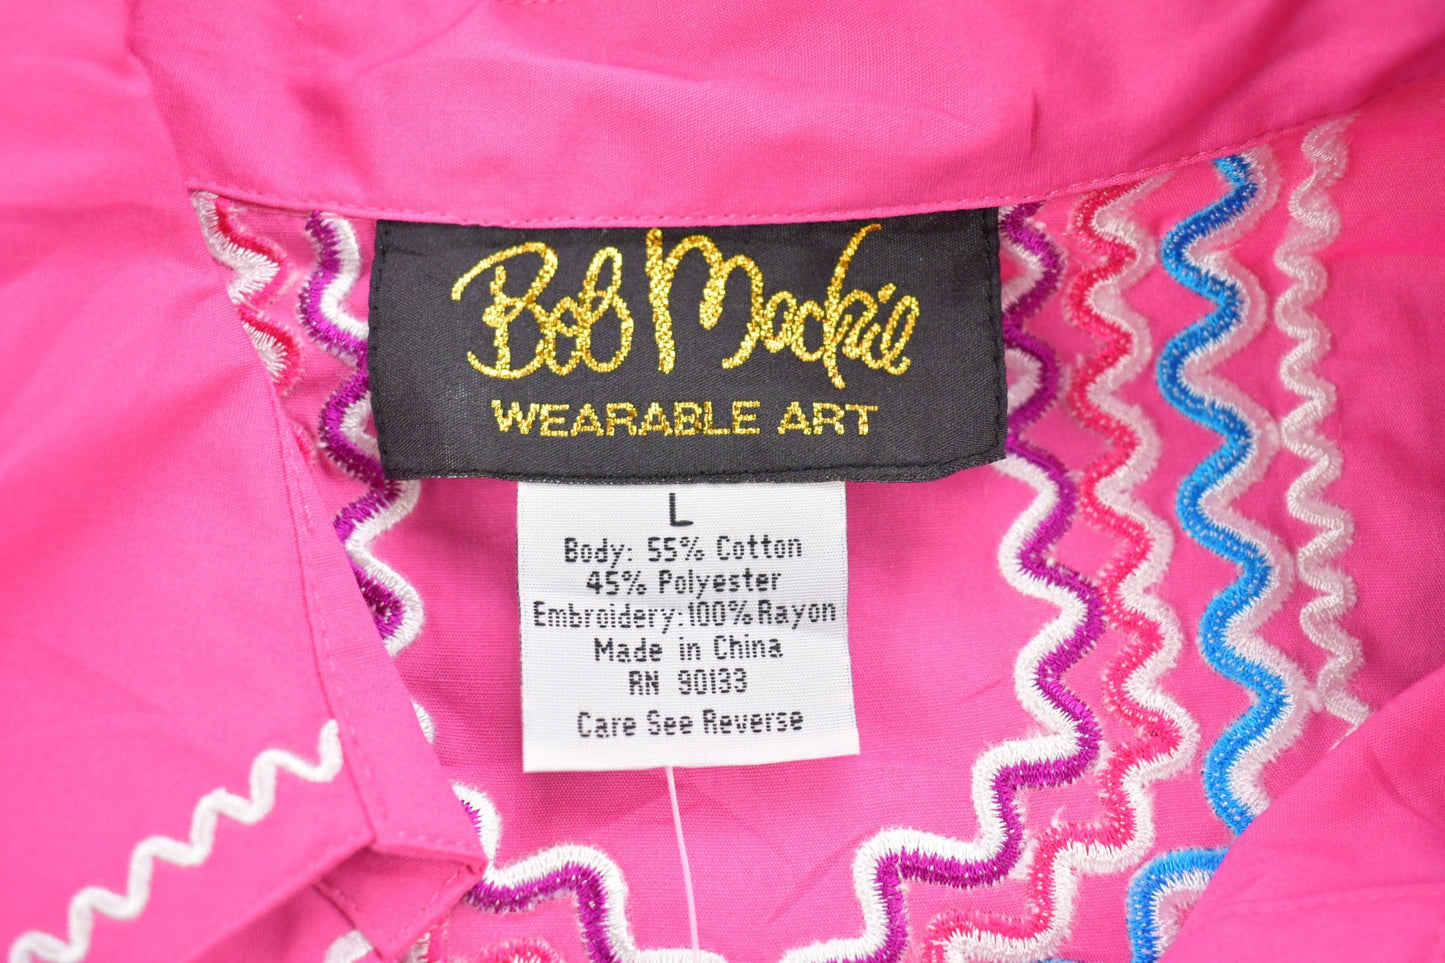 Bob Mackie
WEARABLE ART
L
Body: 55% Cotton
45% Polyester
Embroidery:100%Rayon
Made in China
RN 90133
Care See Reverse